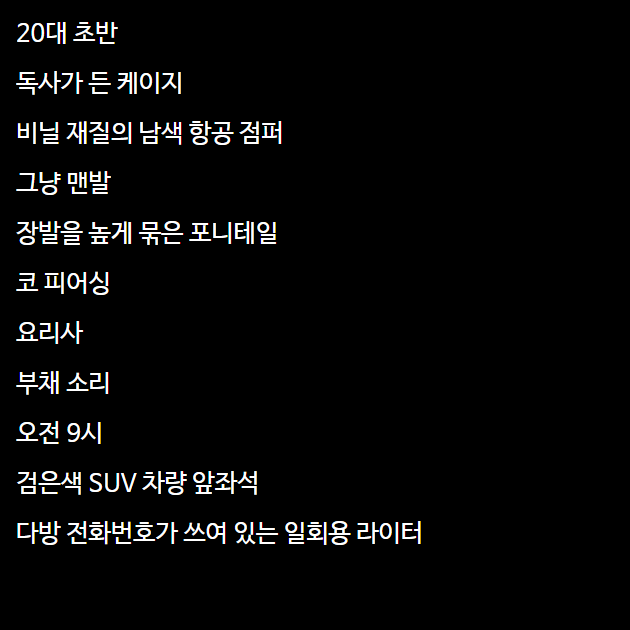 20대 초반
독사가 든 케이지
비닐 재질의 남색 항공 점퍼
그냥 맨발
장발을 높게 묶은 포니테일
코 피어싱
요리사
부채 소리
오전 9시
검은색 SUV 차량 앞좌석
다방 전화번호가 쓰여 있는 일회용 라이터